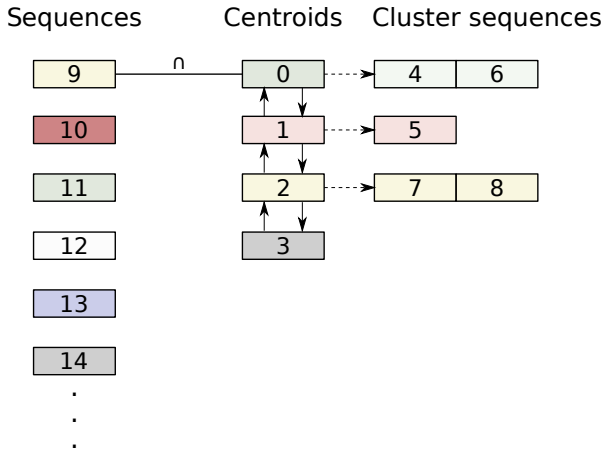 Sequences Centroids Cluster sequences
9 ∩ 0 4 6
10 1 5
11 2 7 8
12 3
13
14
.
.
.